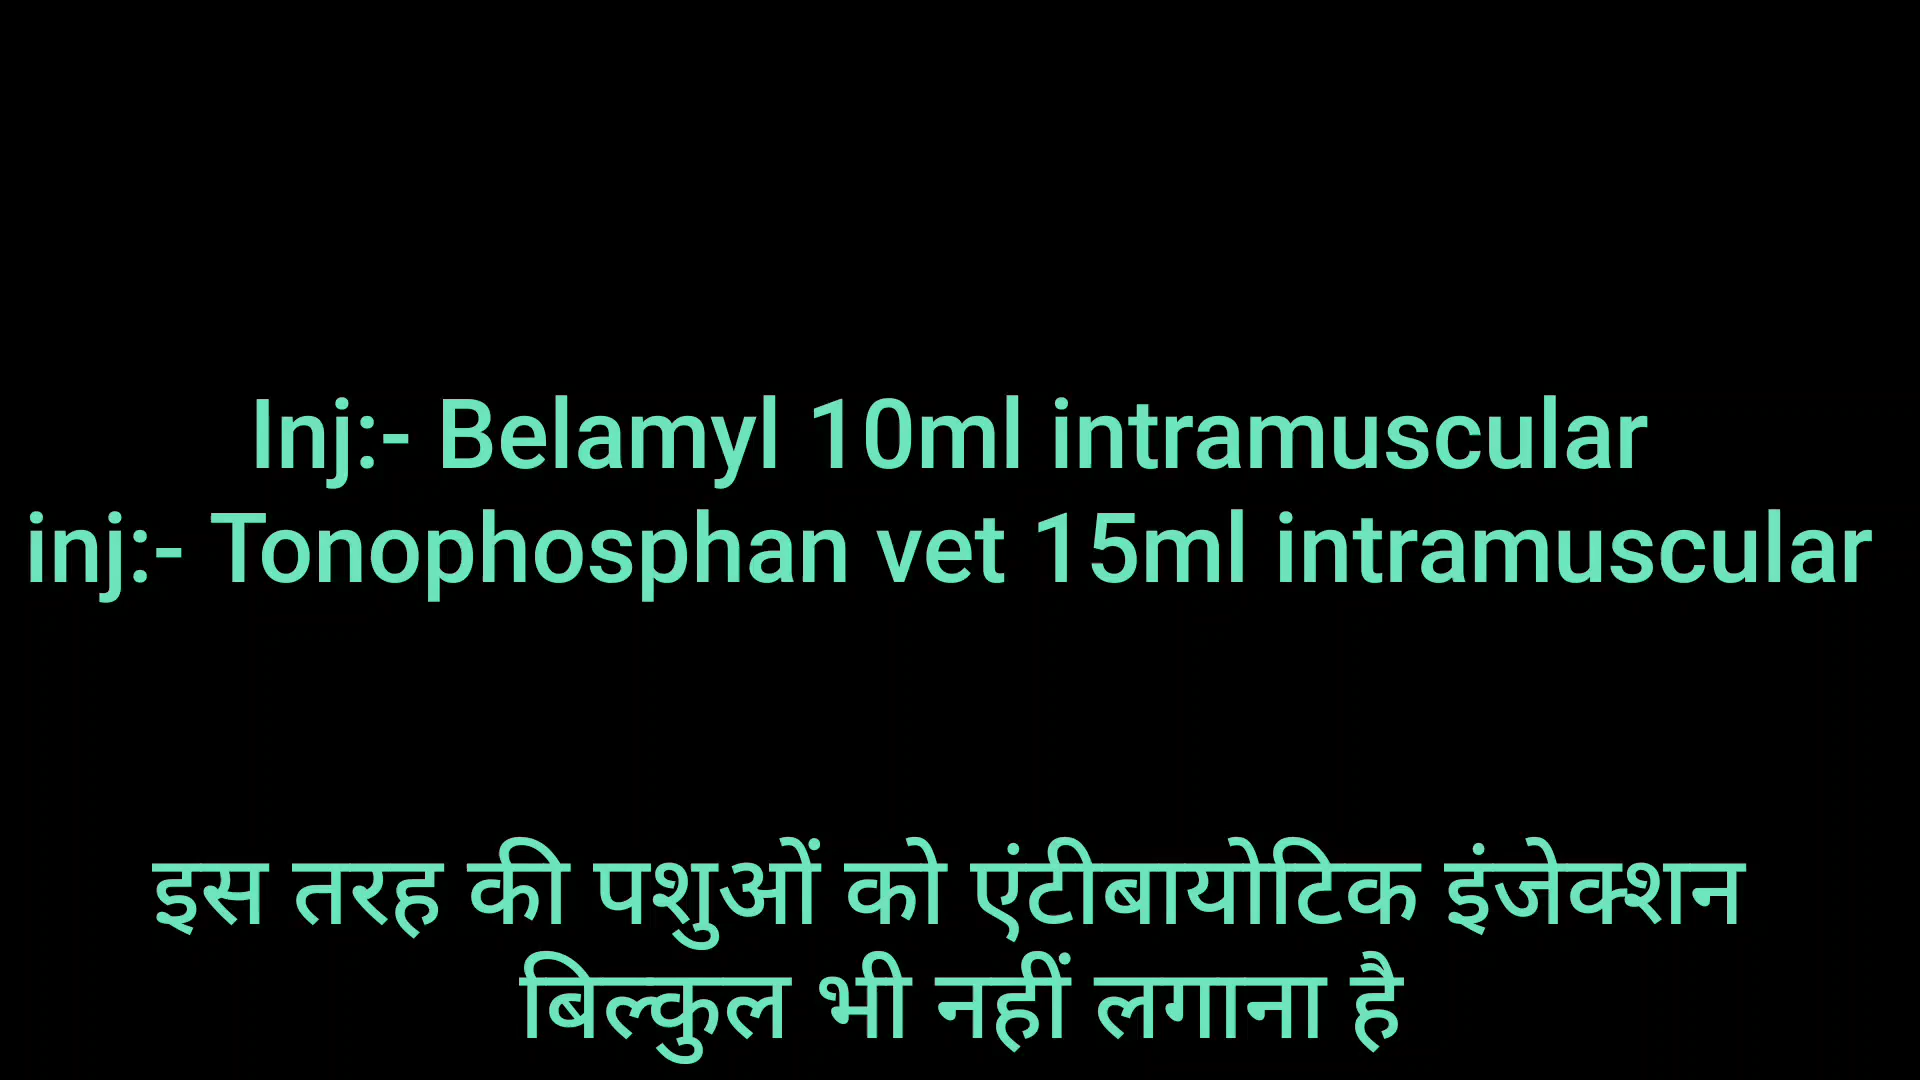 Inj:- Belamyl 10ml intramuscular
inj:- Tonophosphan vet 15ml intramuscular
इस तरह की पशुओं को एंटीबायोटिक इंजेक्शन
बिल्कुल भी नहीं लगाना है